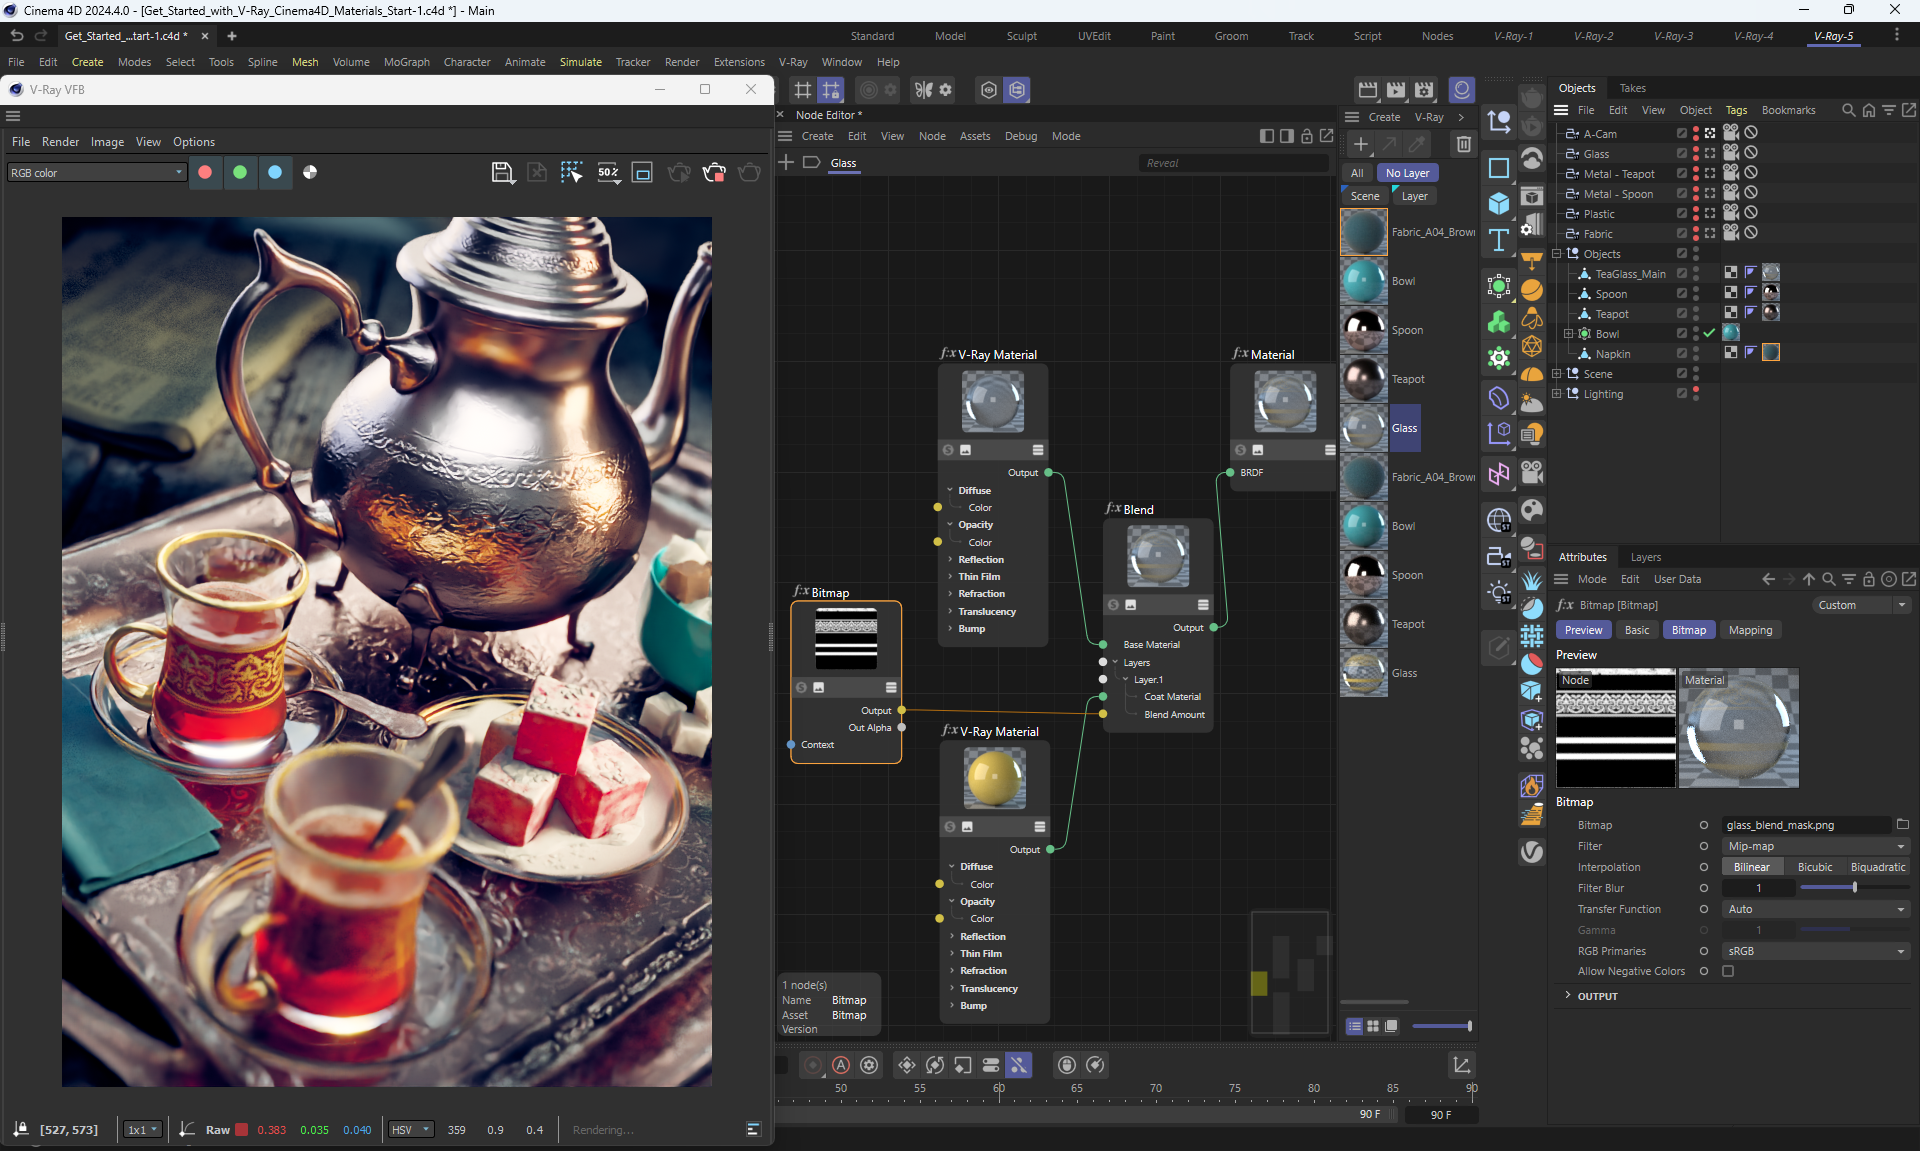 Cinema 4D 2024.4.0 - [Get_Started_with_V-Ray_Cinema4D_Materials_Start-1.c4d *] - Main
Get_Started_...tart-1.c4d *
Standard Model Sculpt UVEdit Paint Groom Track Script Nodes V-Ray-1 V-Ray-2 V-Ray-3 V-Ray-4 V-Ray-5
File Edit Create Modes Select Tools Spline Mesh Volume MoGraph Character Animate Simulate Tracker Render Extensions V-Ray Window Help
V-Ray VFB
File Render Image View Options
RGB color
50%
[527, 573]
1x1
Raw 0.383 0.035 0.040
HSV
359 0.9 0.4
Rendering...
Node Editor *
Create Edit View Node Assets Debug Mode
Glass
Reveal
f:x V-Ray Material
Output
Diffuse
Color
Opacity
Color
Reflection
Thin Film
Refraction
Translucency
Bump
f:x Material
BRDF
f:x Blend
Output
Base Material
Layers
Layer.1
Coat Material
Blend Amount
f:x Bitmap
Output
Out Alpha
Context
f:x V-Ray Material
Output
Diffuse
Color
Opacity
Color
Reflection
Thin Film
Refraction
Translucency
Bump
1 node(s)
Name Bitmap
Asset Bitmap
Version
50 55 60 65 70 75 80 85 90
90 F
90 F
Create V-Ray
All No Layer
Scene Layer
Fabric_A04_Brown
Bowl
Spoon
Teapot
Glass
Fabric_A04_Brown
Bowl
Spoon
Teapot
Glass
ST
ST
ST
Objects Takes
File Edit View Object Tags Bookmarks
A-Cam
Glass
Metal - Teapot
Metal - Spoon
Plastic
Fabric
Objects
TeaGlass_Main
Spoon
Teapot
Bowl
Napkin
Scene
Lighting
Attributes Layers
Mode Edit User Data
f:x Bitmap [Bitmap]
Custom
Preview Basic Bitmap Mapping
Preview
Node
Material
Bitmap
Bitmap glass_blend_mask.png
Filter Mip-map
Interpolation Bilinear Bicubic Biquadratic
Filter Blur 1
Transfer Function Auto
Gamma 1
RGB Primaries sRGB
Allow Negative Colors
OUTPUT